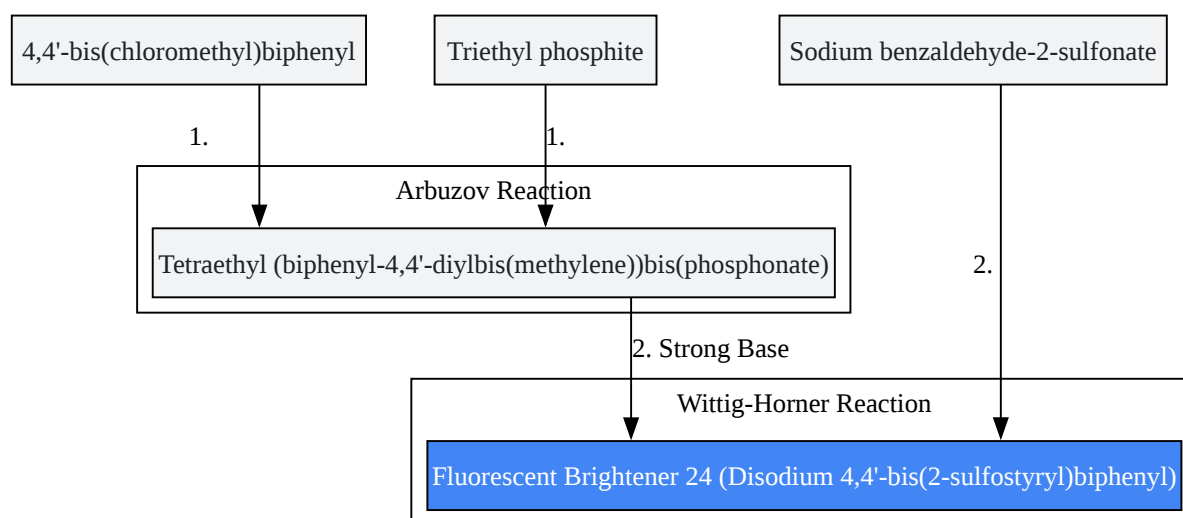 4,4'-bis(chloromethyl)biphenyl
Triethyl phosphite
Sodium benzaldehyde-2-sulfonate
1.
1.
Arbuzov Reaction
Tetraethyl (biphenyl-4,4'-diylbis(methylene))bis(phosphonate)
2.
2. Strong Base
Wittig-Horner Reaction
Fluorescent Brightener 24 (Disodium 4,4'-bis(2-sulfostyryl)biphenyl)